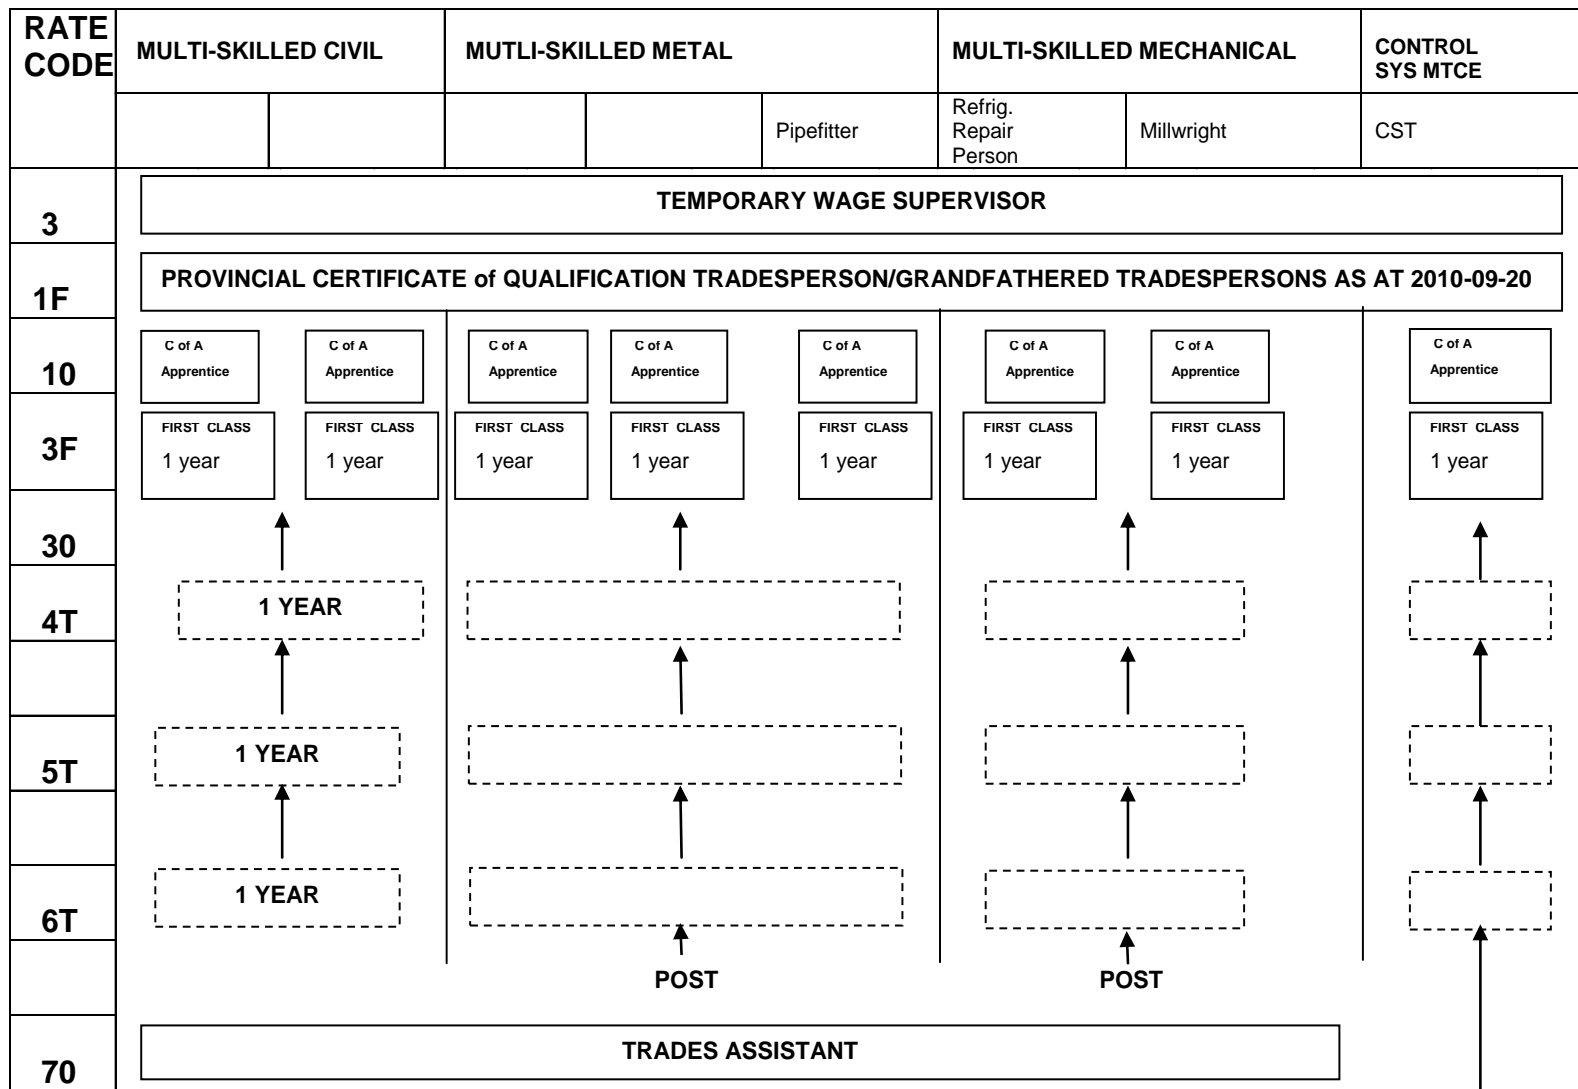 RATE
CODE
MULTI-SKILLED CIVIL
MUTLI-SKILLED METAL
MULTI-SKILLED MECHANICAL
CONTROL
SYS MTCE
Pipefitter
Refrig.
Repair
Person
Millwright
CST
3
TEMPORARY WAGE SUPERVISOR
1F
PROVINCIAL CERTIFICATE of QUALIFICATION TRADESPERSON/GRANDFATHERED TRADESPERSONS AS AT 2010-09-20
10
C of A
Apprentice
C of A
Apprentice
C of A
Apprentice
C of A
Apprentice
C of A
Apprentice
C of A
Apprentice
C of A
Apprentice
C of A
Apprentice
3F
FIRST CLASS
1 year
FIRST CLASS
1 year
FIRST CLASS
1 year
FIRST CLASS
1 year
FIRST CLASS
1 year
FIRST CLASS
1 year
FIRST CLASS
1 year
FIRST CLASS
1 year
30
4T
1 YEAR
5T
1 YEAR
6T
1 YEAR
POST
POST
70
TRADES ASSISTANT